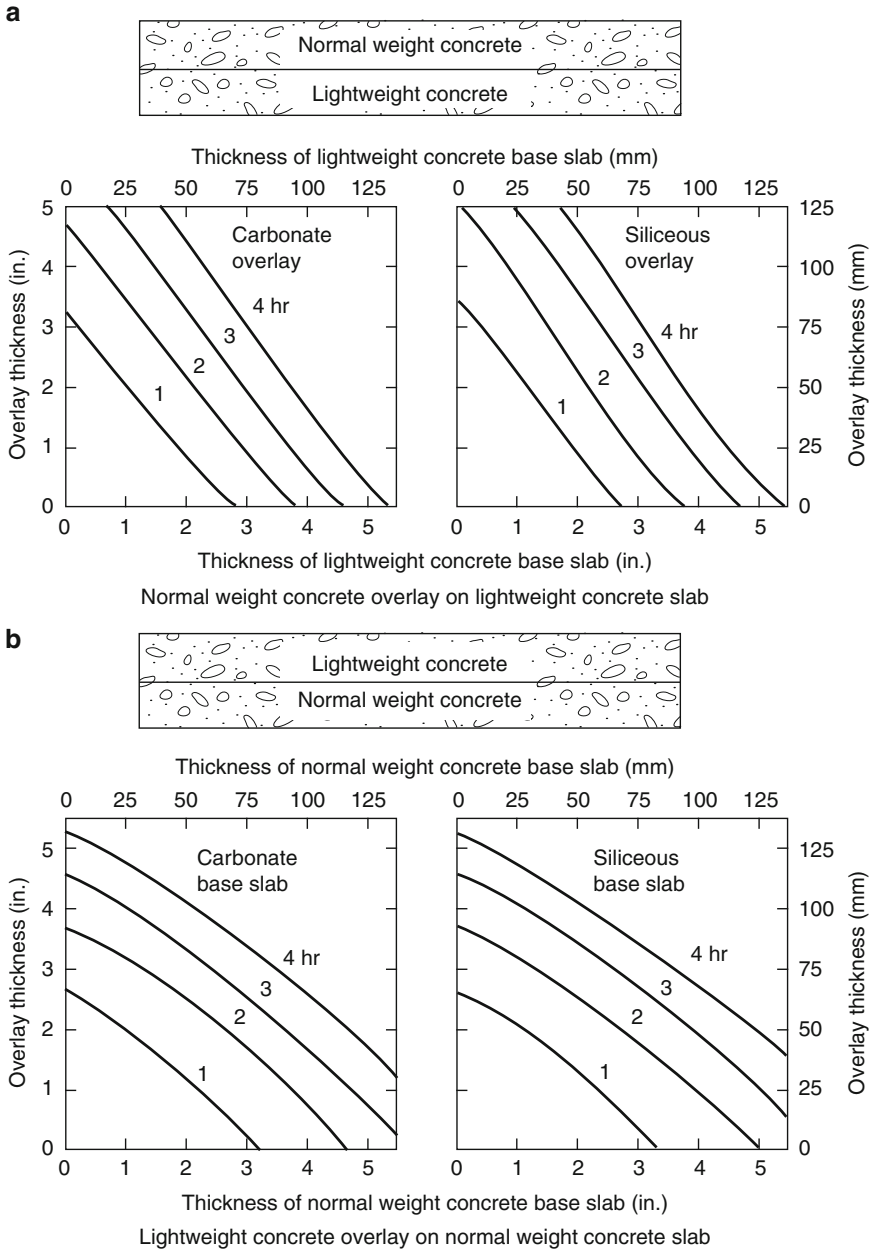 a
Normal weight concrete
Lightweight concrete
Thickness of lightweight concrete base slab (mm)
0 25 50 75 100 125 0 25 50 75 100 125
5 125
Carbonate Siliceous
overlay overlay
4 100
4 hr
3 4 hr 75
3 3
2 2
1 1
2 50
1 25
0 0
0 1 2 3 4 5 0 1 2 3 4 5
Overlay thickness (in.)
Overlay thickness (mm)
Thickness of lightweight concrete base slab (in.)
Normal weight concrete overlay on lightweight concrete slab
b
Lightweight concrete
Normal weight concrete
Thickness of normal weight concrete base slab (mm)
0 25 50 75 100 125 0 25 50 75 100 125
5 125
Carbonate Siliceous
base slab base slab
4 100
4 hr 4 hr
3 75
3 3
2 2
2 50
1 1
1 25
0 0
0 1 2 3 4 5 0 1 2 3 4 5
Overlay thickness (in.)
Overlay thickness (mm)
Thickness of normal weight concrete base slab (in.)
Lightweight concrete overlay on normal weight concrete slab